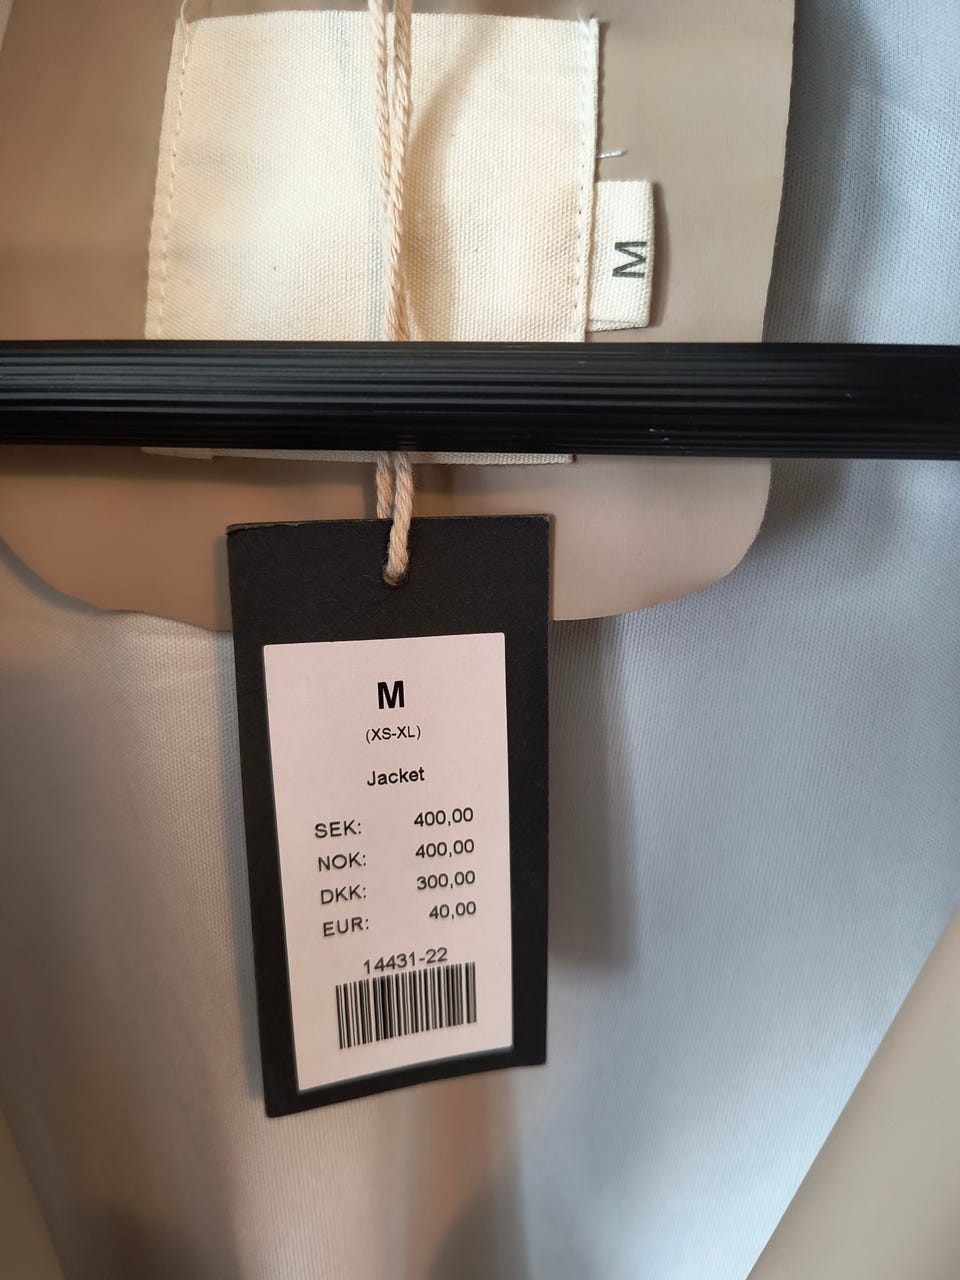 M
M
(XS-XL)
Jacket
SEK: 400,00
NOK: 400,00
DKK: 300,00
EUR: 40,00
14431-22